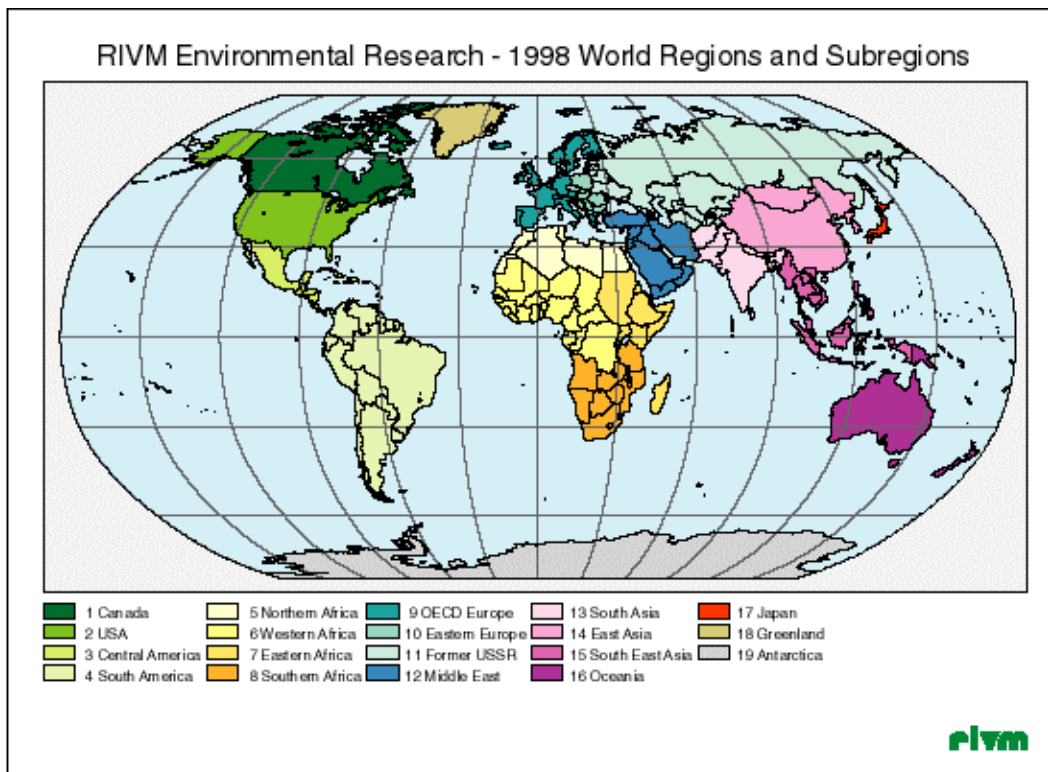 RIVM Environmental Research - 1998 World Regions and Subregions
1 Canada
2 USA
3 Central America
4 South America
5 Northern Africa
6 Western Africa
7 Eastern Africa
8 Southern Africa
9 OECD Europe
10 Eastern Europe
11 Former USSR
12 Middle East
13 South Asia
14 East Asia
15 South East Asia
16 Oceania
17 Japan
18 Greenland
19 Antarctica
rivm